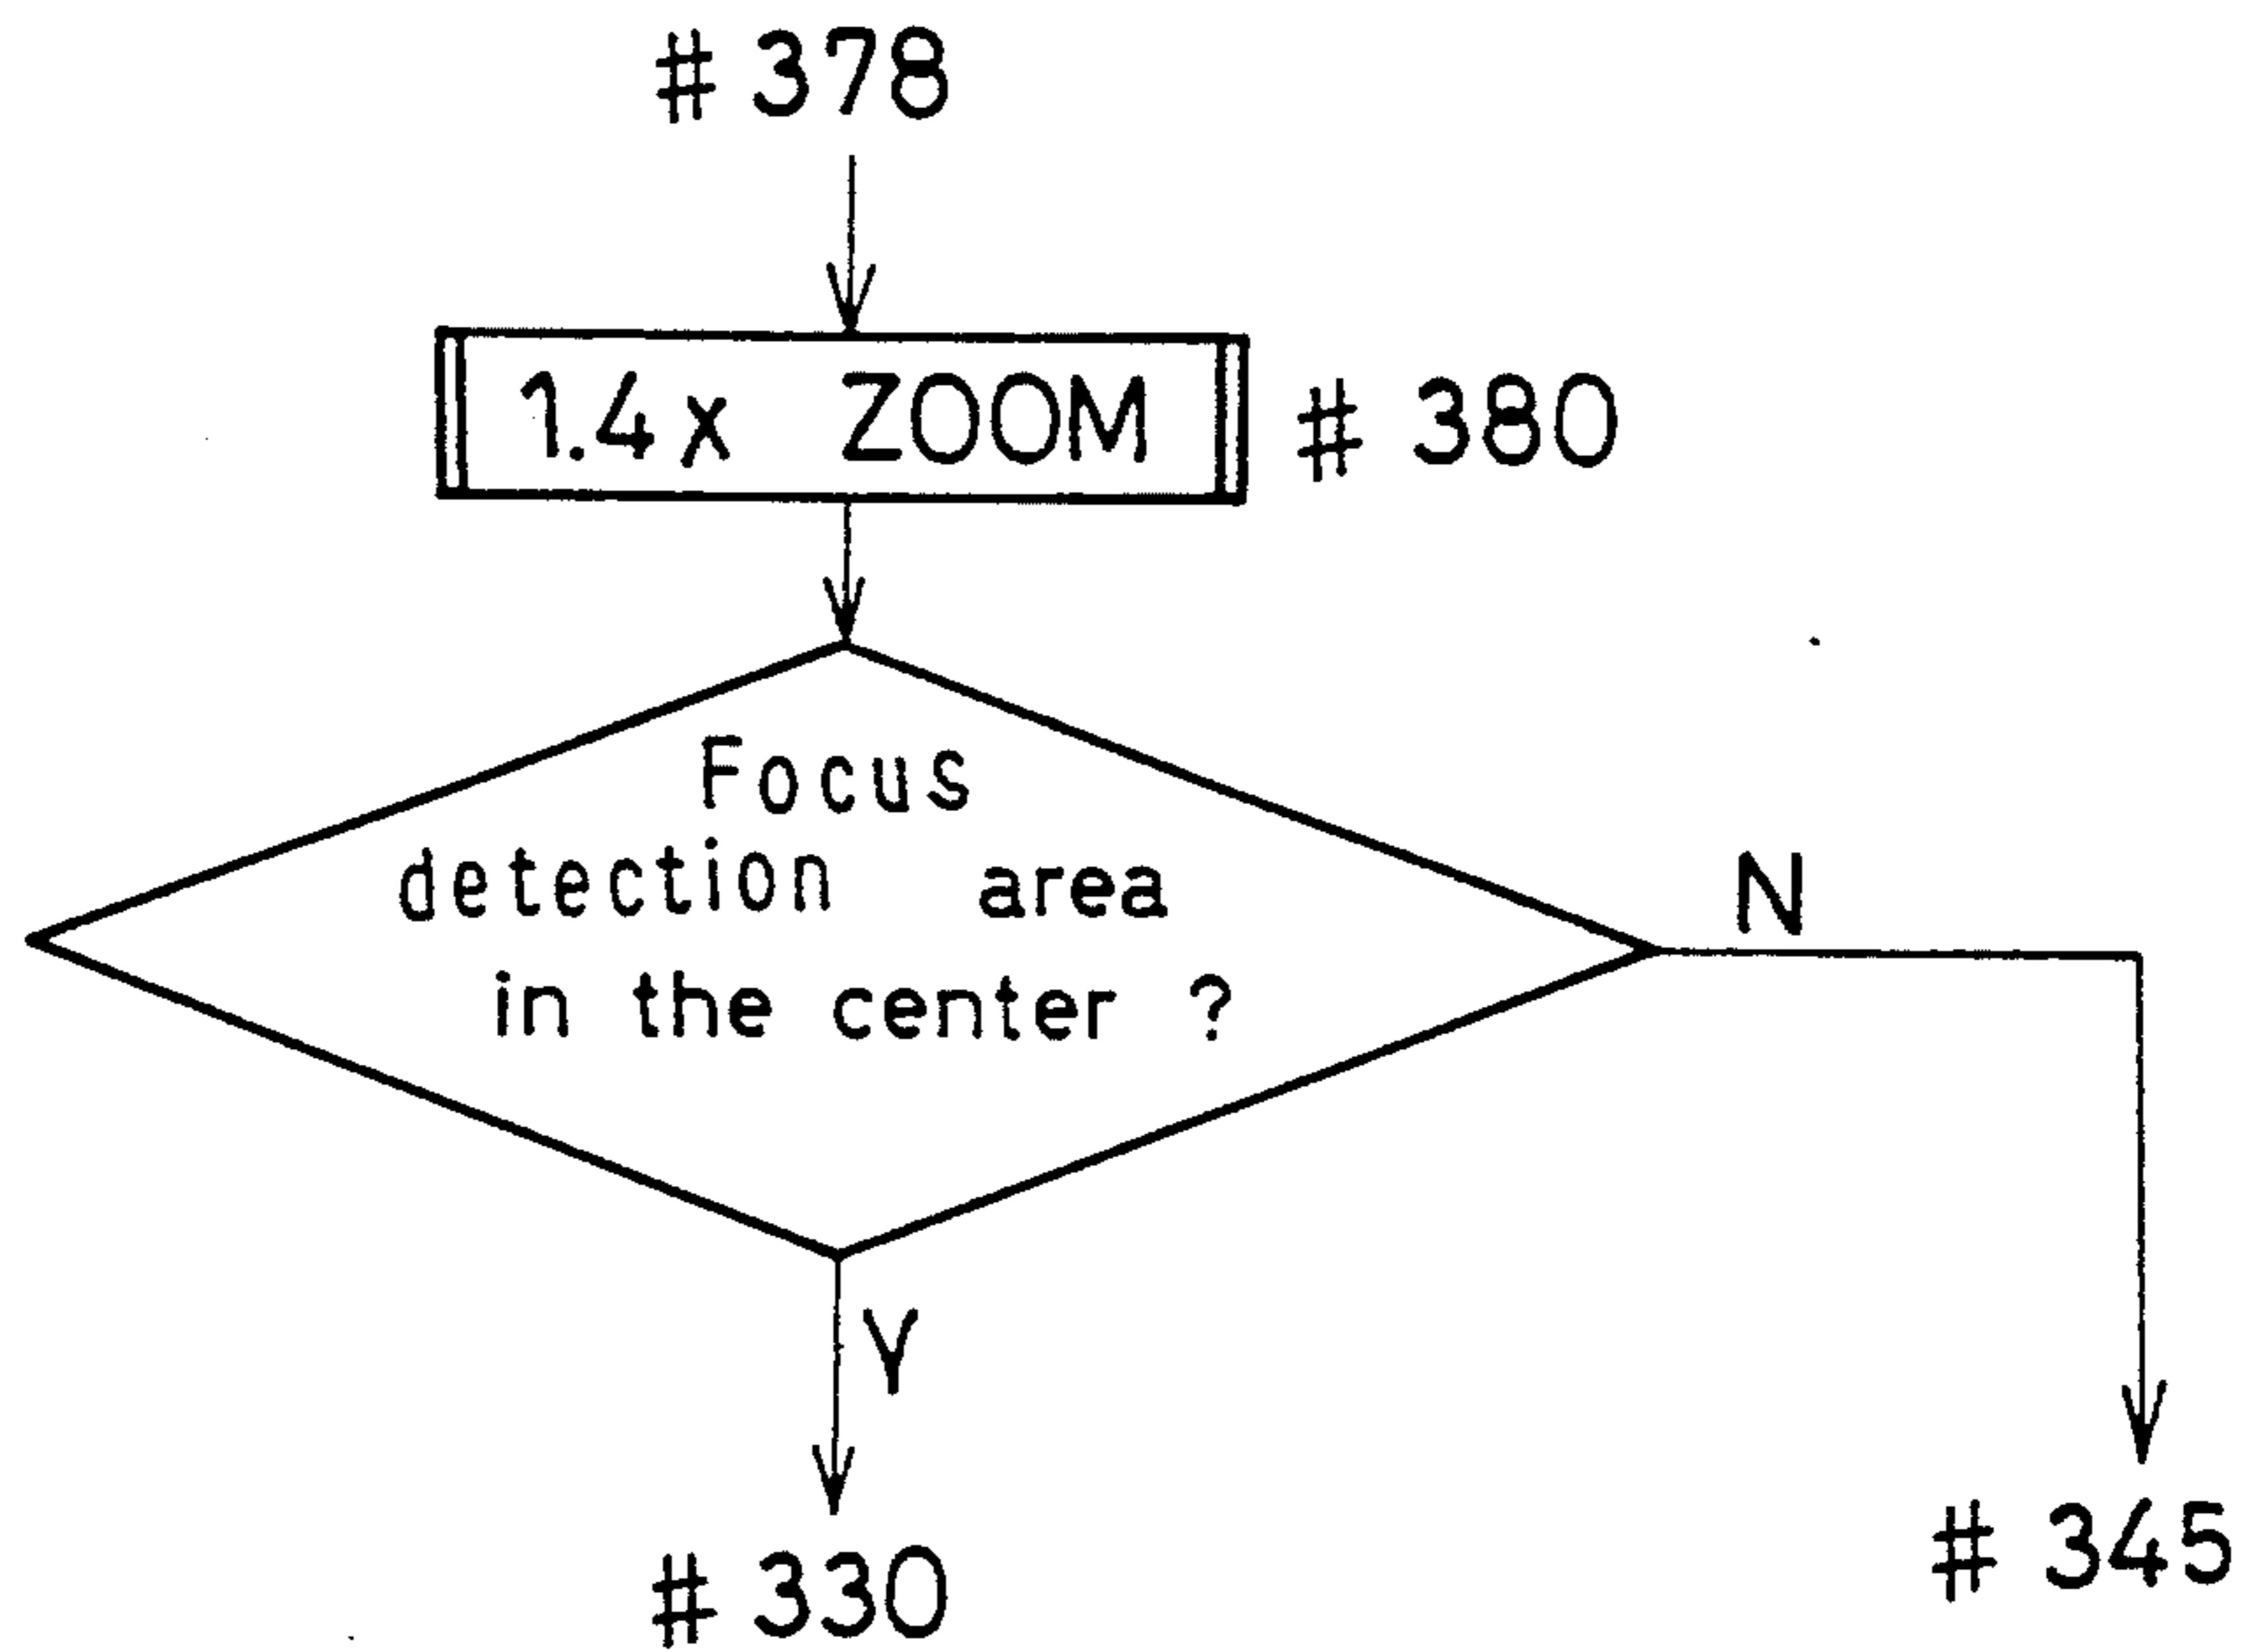 # 378
1.4x ZOOM # 380
Focus
detection area
in the center ?
N
Y
# 330
# 345